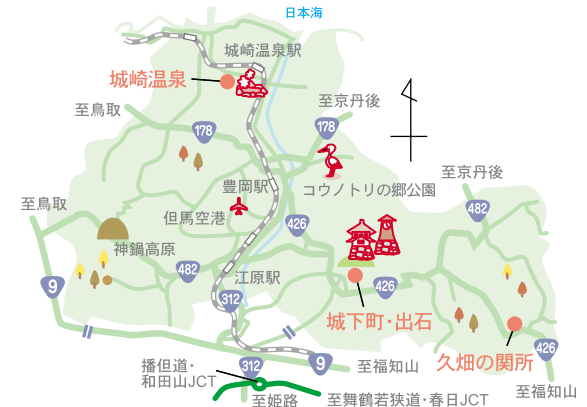 日本海
城崎温泉駅
城崎温泉
至鳥取
至京丹後
178
178
至京丹後
豊岡駅
コウノトリの郷公園
至鳥取
但馬空港
482
426
神鍋高原
482
江原駅
9
426
312
城下町・出石
久畑の関所
426
播但道・
和田山JCT
312
9
至福知山
至福知山
至姫路
至舞鶴若狭道・春日JCT